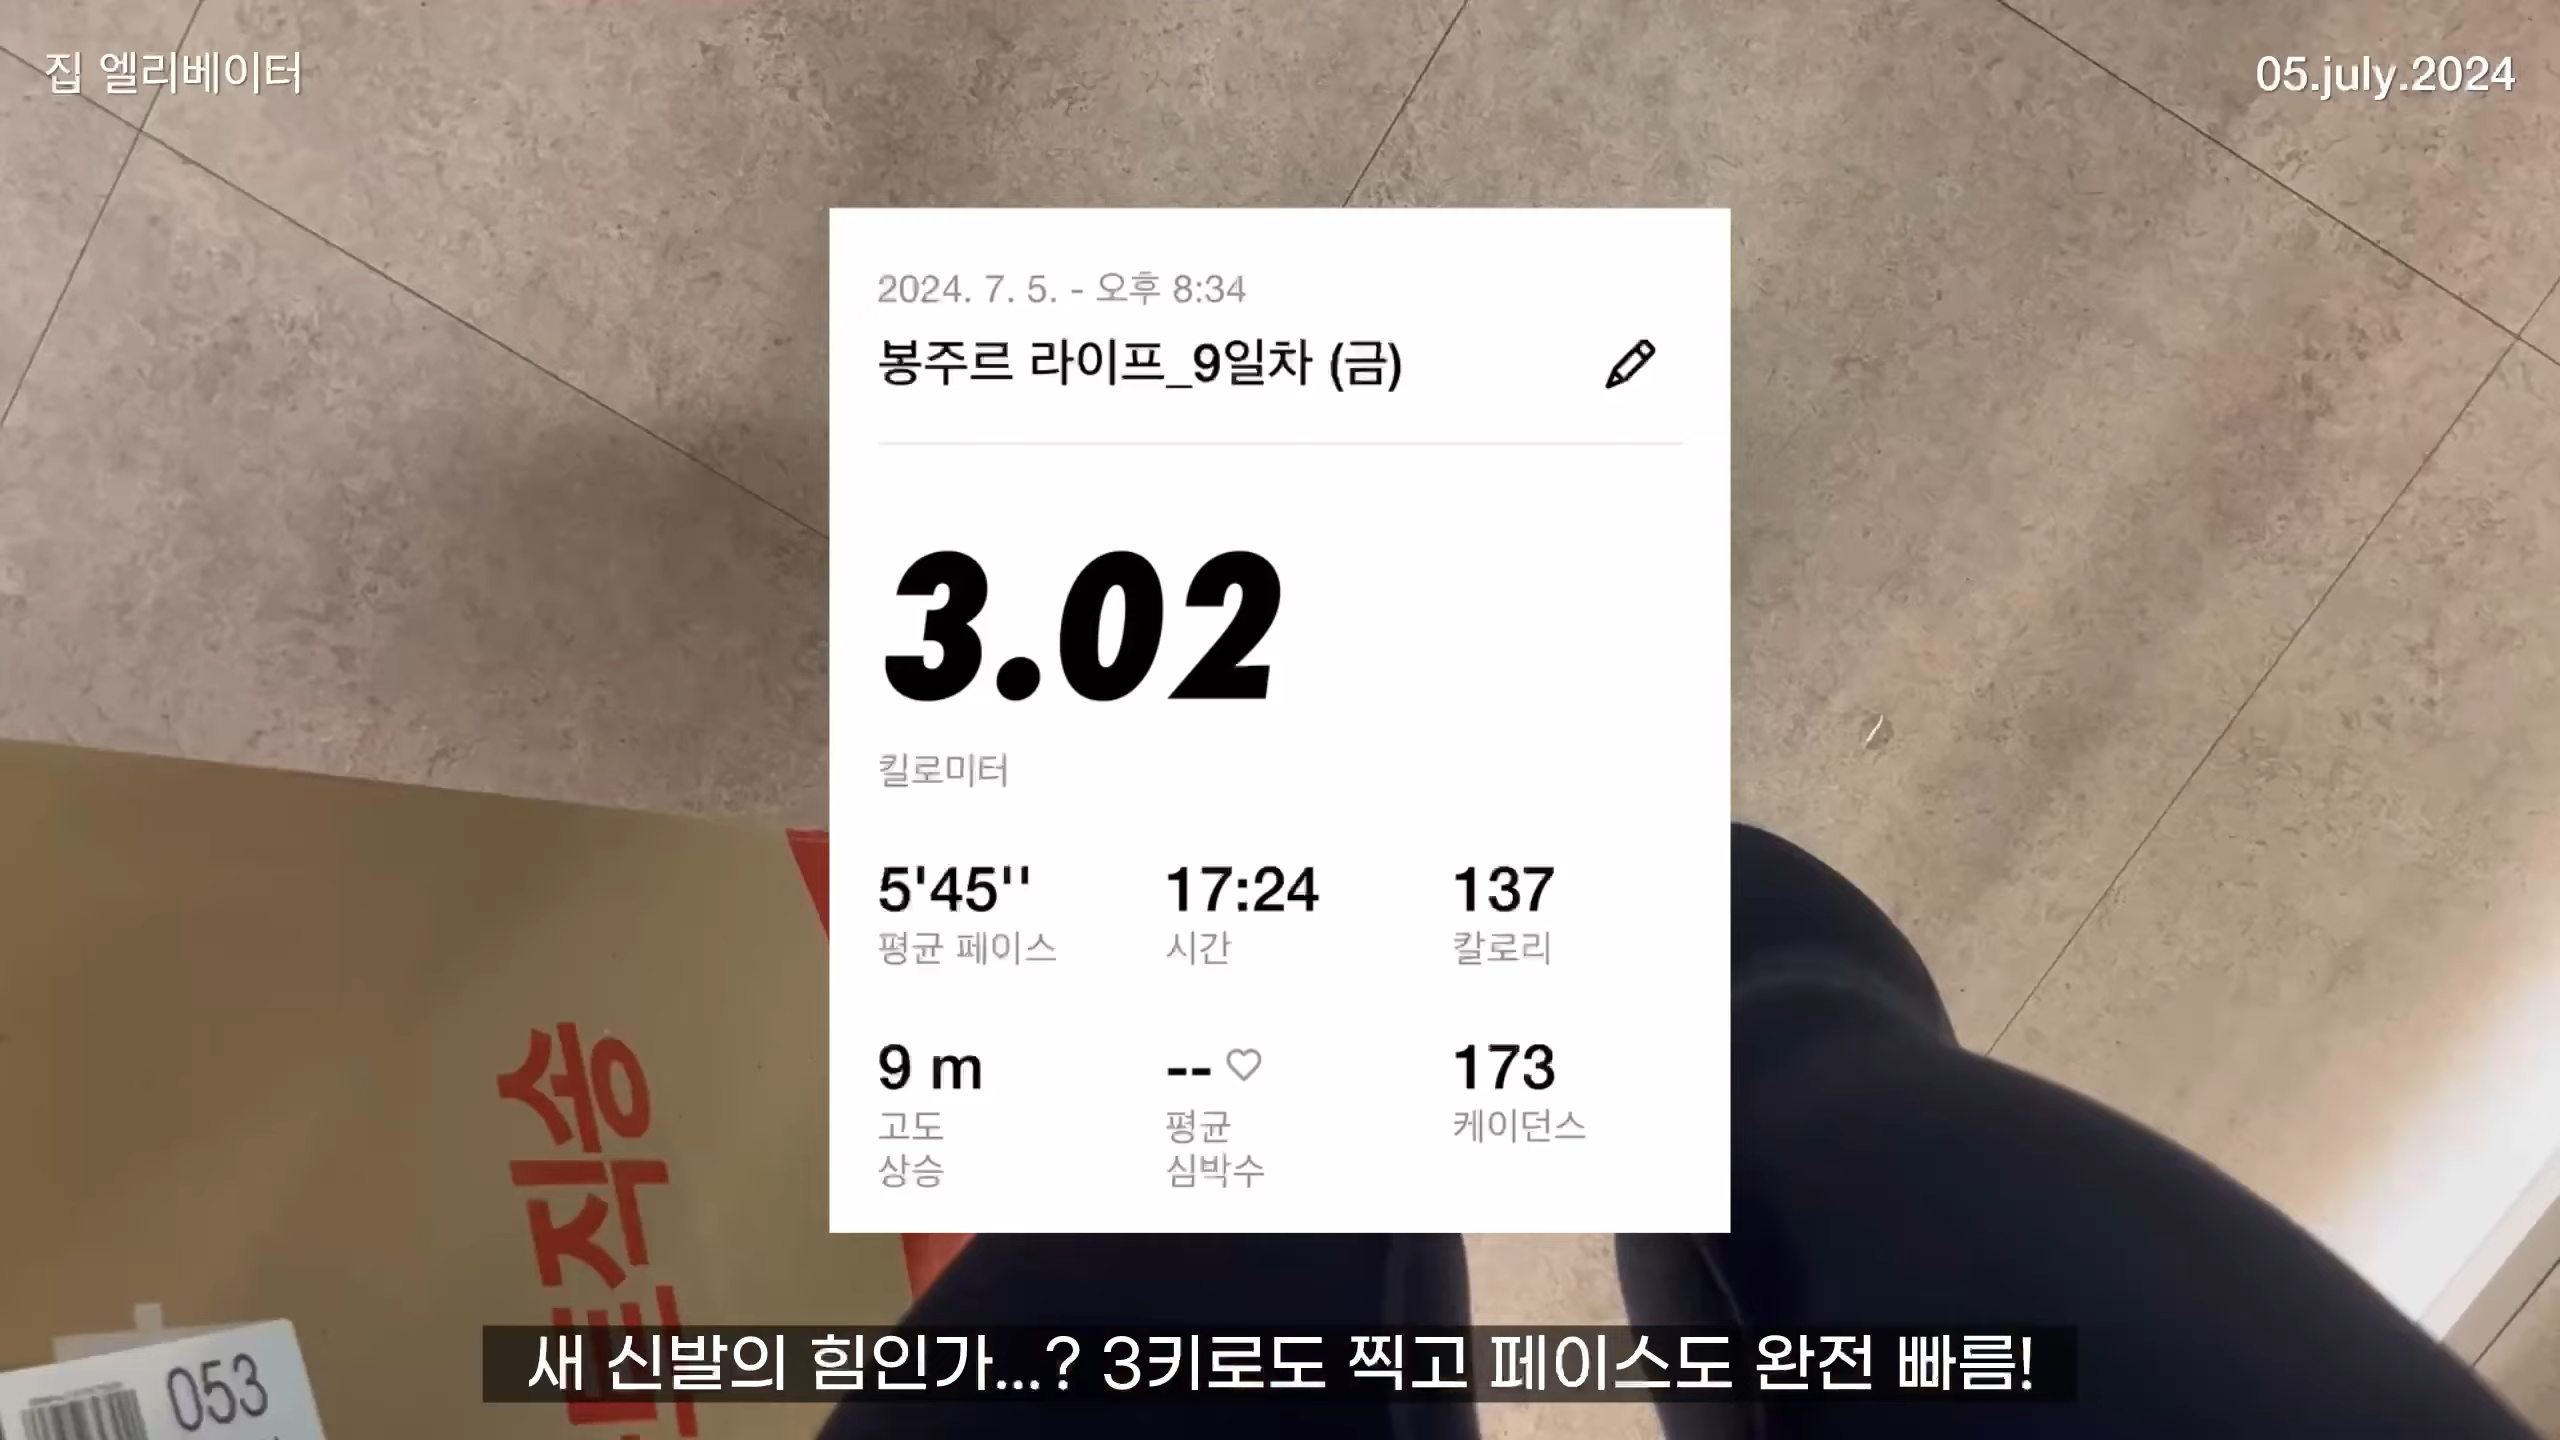 집 엘리베이터
05.july.2024
2024. 7. 5. - 오후 8:34
봉주르 라이프_9일차 (금)
3.02
킬로미터
5'45''
평균 페이스
17:24
시간
137
칼로리
9 m
고도
상승
--
평균
심박수
173
케이던스
직송
053
새 신발의 힘인가...? 3키로도 찍고 페이스도 완전 빠름!